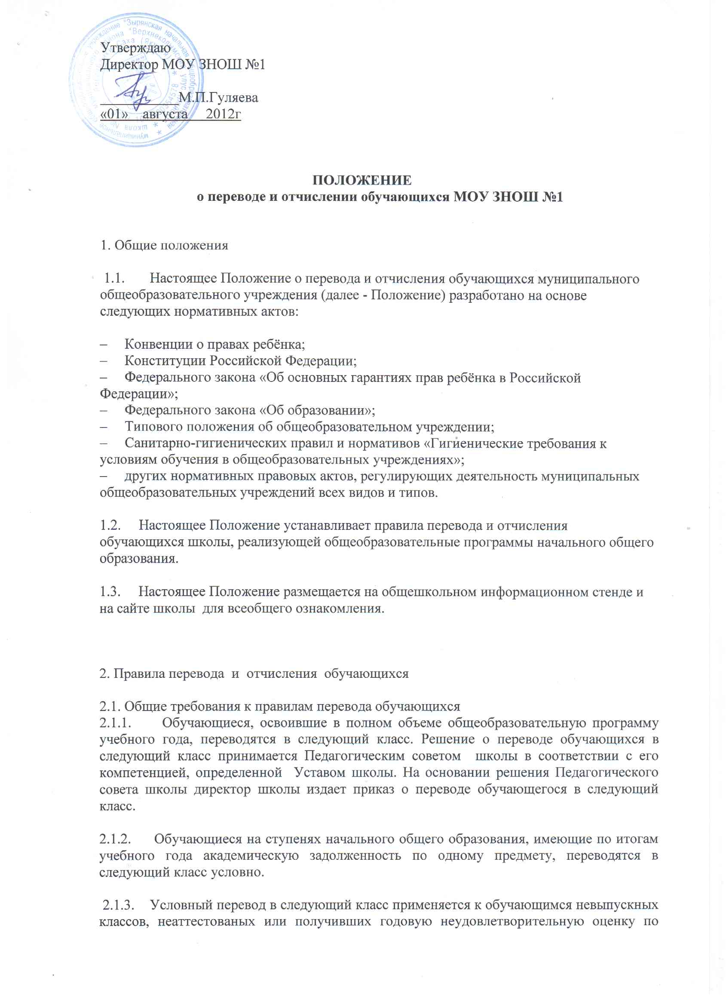 Утверждаю
Директор МОУ ЗНОШ №1
М.П.Гуляева
«01» августа 2012г
ПОЛОЖЕНИЕ
о переводе и отчислении обучающихся МОУ ЗНОШ №1
1. Общие положения
1.1. Настоящее Положение о перевода и отчисления обучающихся муниципального
общеобразовательного учреждения (далее - Положение) разработано на основе
следующих нормативных актов:
– Конвенции о правах ребёнка;
– Конституции Российской Федерации;
– Федерального закона «Об основных гарантиях прав ребёнка в Российской
Федерации»;
– Федерального закона «Об образовании»;
– Типового положения об общеобразовательном учреждении;
– Санитарно-гигиенических правил и нормативов «Гигиенические требования к
условиям обучения в общеобразовательных учреждениях»;
– других нормативных правовых актов, регулирующих деятельность муниципальных
общеобразовательных учреждений всех видов и типов.
1.2. Настоящее Положение устанавливает правила перевода и отчисления
обучающихся школы, реализующей общеобразовательные программы начального общего
образования.
1.3. Настоящее Положение размещается на общешкольном информационном стенде и
на сайте школы для всеобщего ознакомления.
2. Правила перевода и отчисления обучающихся
2.1. Общие требования к правилам перевода обучающихся
2.1.1. Обучающиеся, освоившие в полном объеме общеобразовательную программу
учебного года, переводятся в следующий класс. Решение о переводе обучающихся в
следующий класс принимается Педагогическим советом школы в соответствии с его
компетенцией, определенной Уставом школы. На основании решения Педагогического
совета школы директор школы издает приказ о переводе обучающегося в следующий
класс.
2.1.2. Обучающиеся на ступенях начального общего образования, имеющие по итогам
учебного года академическую задолженность по одному предмету, переводятся в
следующий класс условно.
2.1.3. Условный перевод в следующий класс применяется к обучающимся невыпускных
классов, неаттестованых или получивших годовую неудовлетворительную оценку по